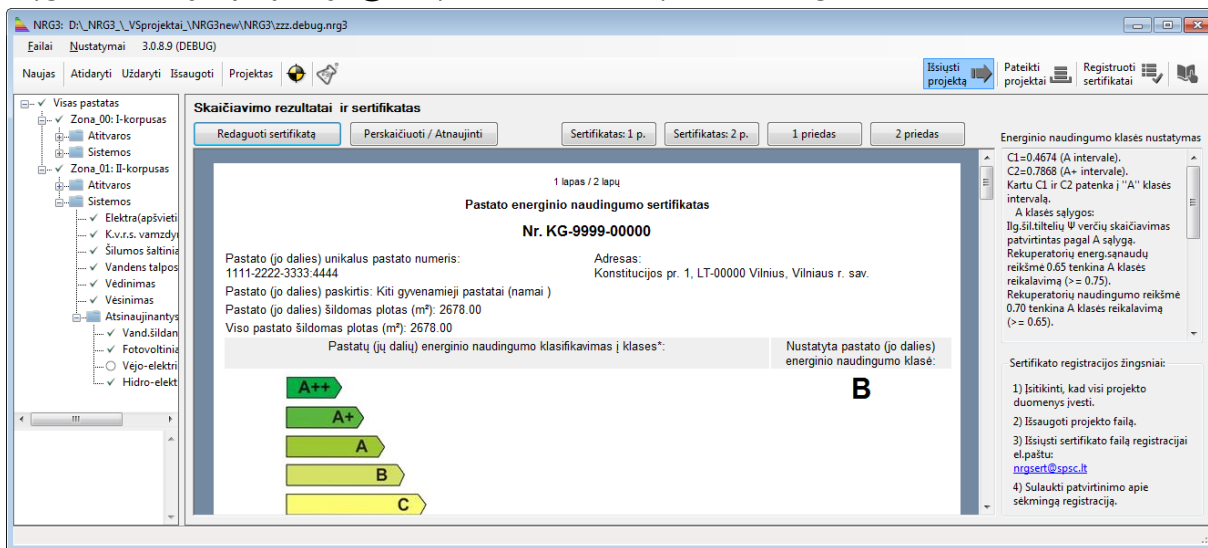 NRG3: D:\_NRG3_\_VSprojektai_\NRG3new\NRG3\zzz.debug.nrg3
Failai Nustatymai 3.0.8.9 (DEBUG)
Naujas Atidaryti Uždaryti Išsaugoti Projektas
Išsiųsti projektą
Pateikti projektai
Registruoti sertifikatai
Visas pastatas
Zona_00: I-korpusas
Atitvaros
Sistemos
Zona_01: II-korpusas
Atitvaros
Sistemos
Elektra(apšvieti
K.v.r.s. vamzdy
Šilumos šaltinia
Vandens talpos
Vėdinimas
Vėsinimas
Atsinaujinantys
Vand.šildan
Fotovoltinia
Vėjo-elektri
Hidro-elekt
Skaičiavimo rezultatai ir sertifikatas
Redaguoti sertifikatą Perskaičiuoti / Atnaujinti Sertifikatas: 1 p. Sertifikatas: 2 p. 1 priedas 2 priedas
1 lapas / 2 lapų
Pastato energinio naudingumo sertifikatas
Nr. KG-9999-00000
Pastato (jo dalies) unikalus pastato numeris: Adresas:
1111-2222-3333:4444 Konstitucijos pr. 1, LT-00000 Vilnius, Vilniaus r. sav.
Pastato (jo dalies) paskirtis: Kiti gyvenamieji pastatai (namai )
Pastato (jo dalies) šildomas plotas (m²): 2678.00
Viso pastato šildomas plotas (m²): 2678.00
Pastatų (jų dalių) energinio naudingumo klasifikavimas į klases*:
Nustatyta pastato (jo dalies)
energinio naudingumo klasė:
A++
B
A+
A
B
C
Energinio naudingumo klasės nustatymas
C1=0.4674 (A intervale).
C2=0.7868 (A+ intervale).
Kartu C1 ir C2 patenka į "A" klasės
intervalą.
A klasės sąlygos:
Ilg.šil.tiltelių Ψ verčių skaičiavimas
patvirtintas pagal A sąlygą.
Rekuperatorių energ.sąnaudų
reikšmė 0.65 tenkina A klasės
reikalavimą (>= 0.75).
Rekuperatorių naudingumo reikšmė
0.70 tenkina A klasės reikalavimą
(>= 0.65).
Sertifikato registracijos žingsniai:
1) Įsitikinti, kad visi projekto
duomenys įvesti.
2) Išsaugoti projekto failą.
3) Išsiųsti sertifikato failą registracijai
el.paštu:
nrgsert@spsc.lt
4) Sulaukti patvirtinimo apie
sėkmingą registraciją.